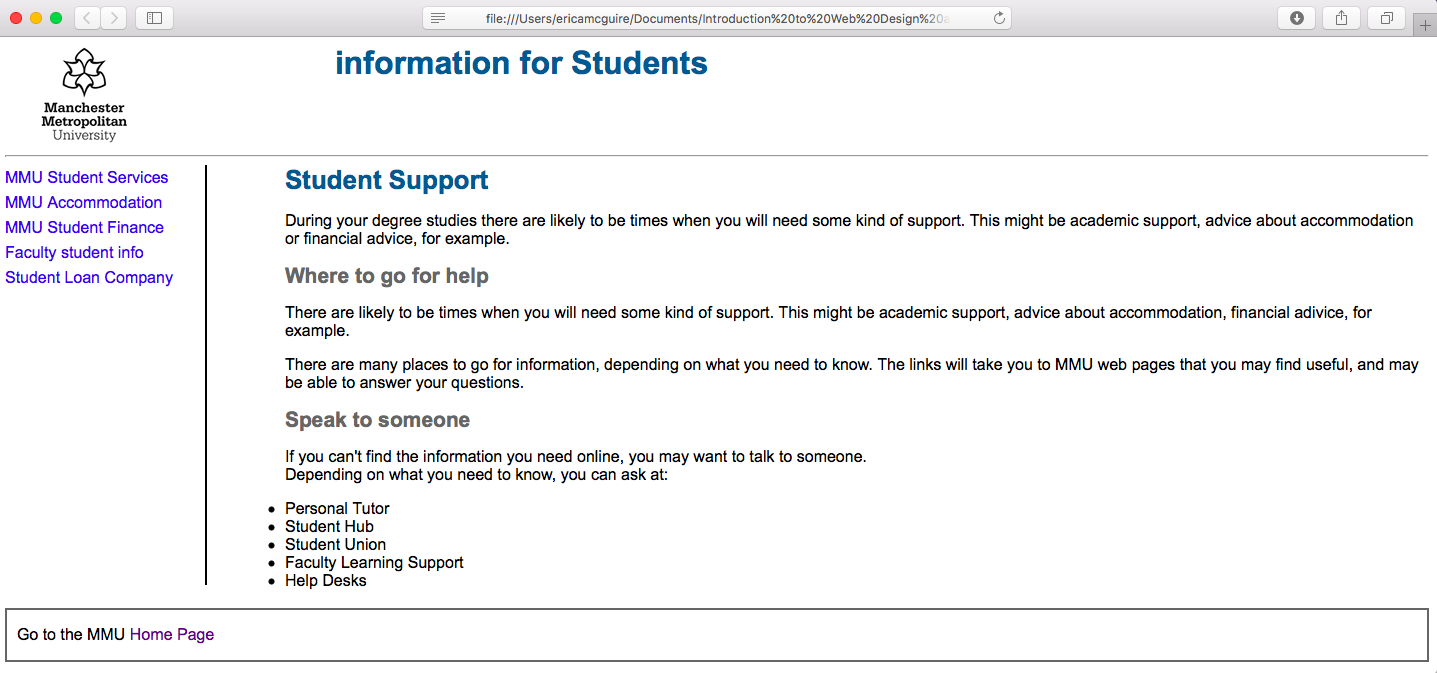 file:///Users/ericamcguire/Documents/Introduction%20to%20Web%20Design%20a
Manchester
Metropolitan
University
information for Students
MMU Student Services
MMU Accommodation
MMU Student Finance
Faculty student info
Student Loan Company
Student Support
During your degree studies there are likely to be times when you will need some kind of support. This might be academic support, advice about accommodation
or financial advice, for example.
Where to go for help
There are likely to be times when you will need some kind of support. This might be academic support, advice about accommodation, financial adivice, for
example.
There are many places to go for information, depending on what you need to know. The links will take you to MMU web pages that you may find useful, and may
be able to answer your questions.
Speak to someone
If you can't find the information you need online, you may want to talk to someone.
Depending on what you need to know, you can ask at:
Personal Tutor
Student Hub
Student Union
Faculty Learning Support
Help Desks
Go to the MMU Home Page